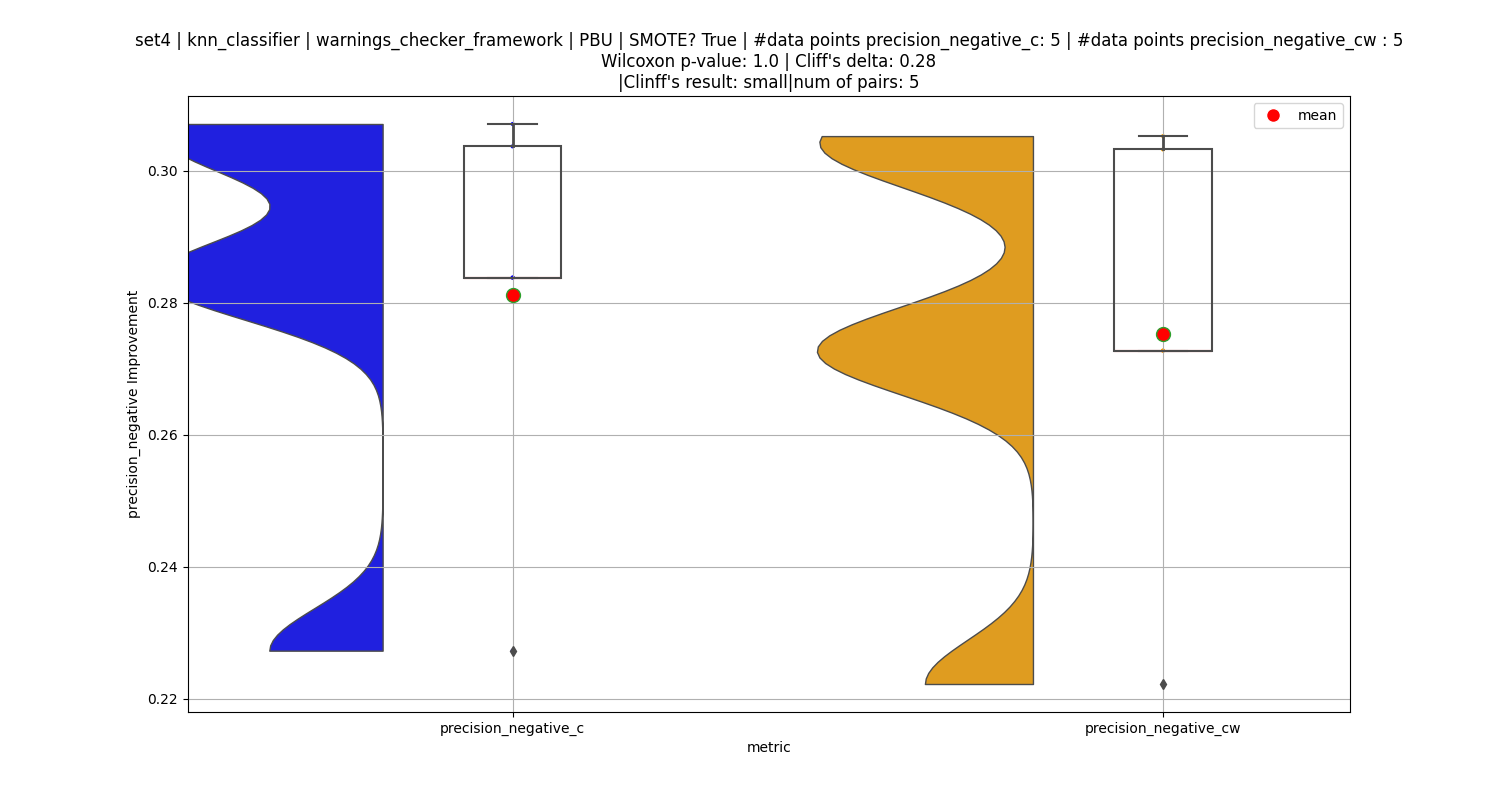 set4 | knn_classifier | warnings_checker_framework | PBU | SMOTE? True | #data points precision_negative_c: 5 | #data points precision_negative_cw : 5
Wilcoxon p-value: 1.0 | Cliff's delta: 0.28
|Clinff's result: small|num of pairs: 5
mean
0.30
0.28
0.26
0.24
0.22
precision_negative Improvement
precision_negative_c
precision_negative_cw
metric